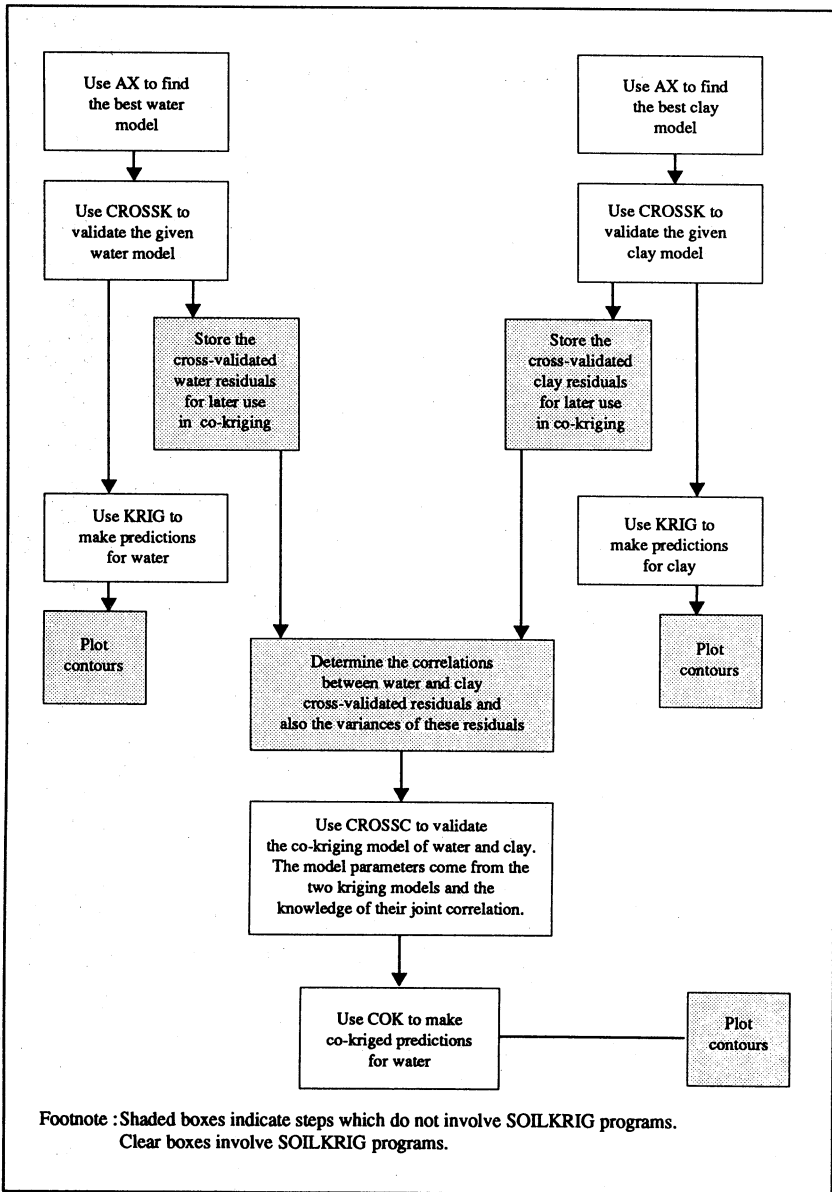 Use AX to find
the best water
model
Use AX to find
the best clay
model
Use CROSSK to
validate the given
water model
Use CROSSK to
validate the given
clay model
Store the
cross-validated
water residuals
for later use
in co-kriging
Store the
cross-validated
clay residuals
for later use
in co-kriging
Use KRIG to
make predictions
for water
Use KRIG to
make predictions
for clay
Plot
contours
Plot
contours
Determine the correlations
between water and clay
cross-validated residuals and
also the variances of these residuals
Use CROSSC to validate
the co-kriging model of water and clay.
The model parameters come from the
two kriging models and the
knowledge of their joint correlation.
Use COK to make
co-kriged predictions
for water
Plot
contours
Footnote : Shaded boxes indicate steps which do not involve SOILKRIG programs.
Clear boxes involve SOILKRIG programs.